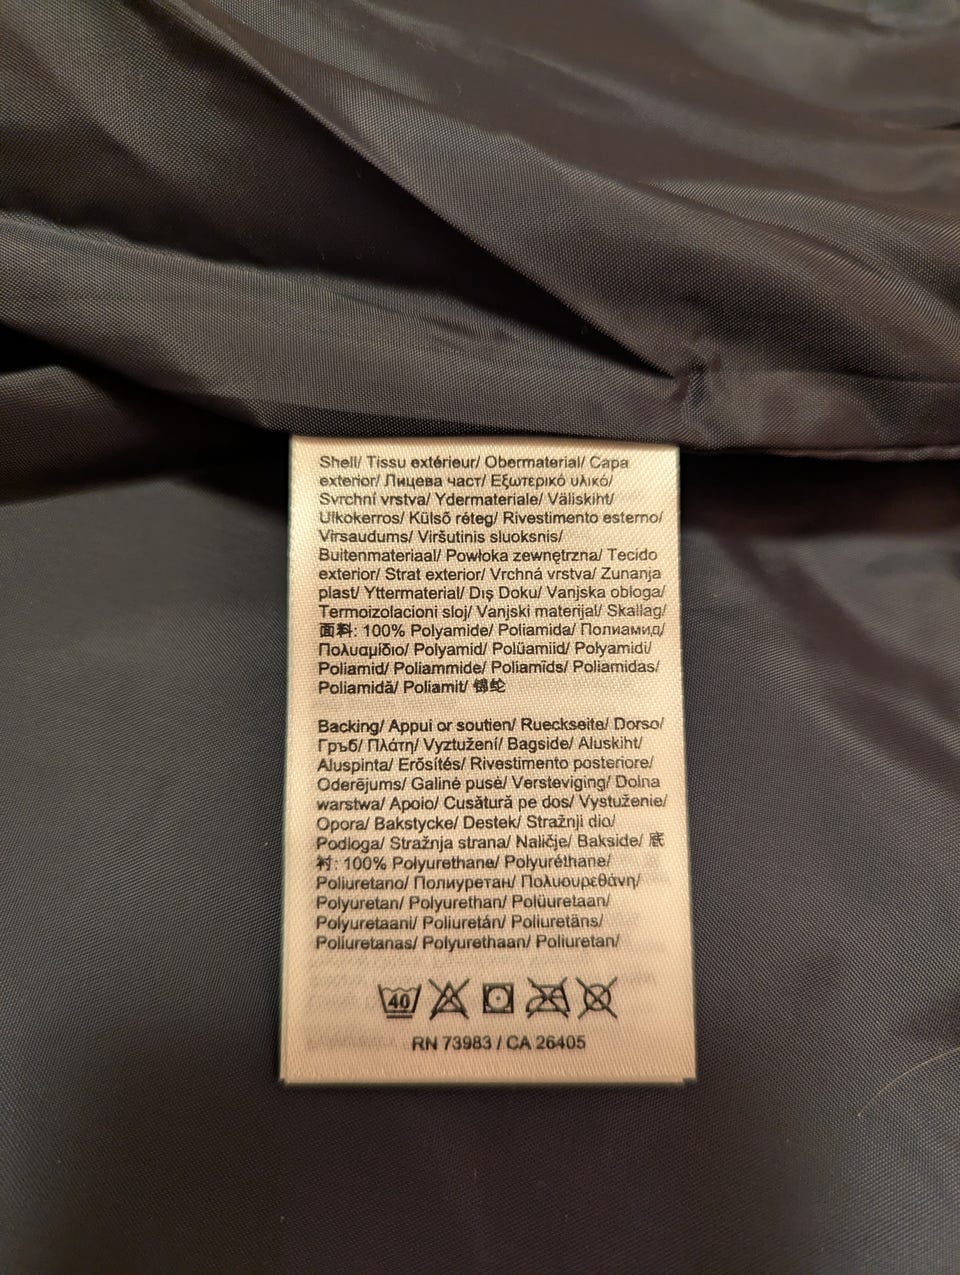 Shell/ Tissu extérieur/ Obermaterial/ Capa
exterior/ Лицева част/ Εξωτερικό υλικό/
Svrchní vrstva/ Ydermateriale/ Väliskiht/
Ulkokerros/ Külső réteg/ Rivestimento esterno/
Virsaudums/ Viršutinis sluoksnis/
Buitenmateriaal/ Powłoka zewnętrzna/ Tecido
exterior/ Strat exterior/ Vrchná vrstva/ Zunanja
plast/ Yttermaterial/ Dış Doku/ Vanjska obloga/
Termoizolacioni sloj/ Vanjski materijal/ Skallag/
面料: 100% Polyamide/ Poliamida/ Полиамид/
Πολυαμίδιο/ Polyamid/ Polüamiid/ Polyamidi/
Poliamid/ Poliammide/ Poliamīds/ Poliamidas/
Poliamidă/ Poliamit/ 锦纶
Backing/ Appui or soutien/ Rueckseite/ Dorso/
Гръб/ Πλάτη/ Vyztužení/ Bagside/ Aluskiht/
Aluspinta/ Erősítés/ Rivestimento posteriore/
Oderējums/ Galinė pusė/ Versteviging/ Dolna
warstwa/ Apoio/ Cusătură pe dos/ Vystuženie/
Opora/ Bakstycke/ Destek/ Stražnji dio/
Podloga/ Stražnja strana/ Naličje/ Bakside/ 底
衬: 100% Polyurethane/ Polyuréthane/
Poliuretano/ Полиуретан/ Πολυουρεθάνη/
Polyuretan/ Polyurethan/ Polüuretaan/
Polyuretaani/ Poliuretán/ Poliuretāns/
Poliuretanas/ Polyurethaan/ Poliuretan/
40
RN 73983 / CA 26405